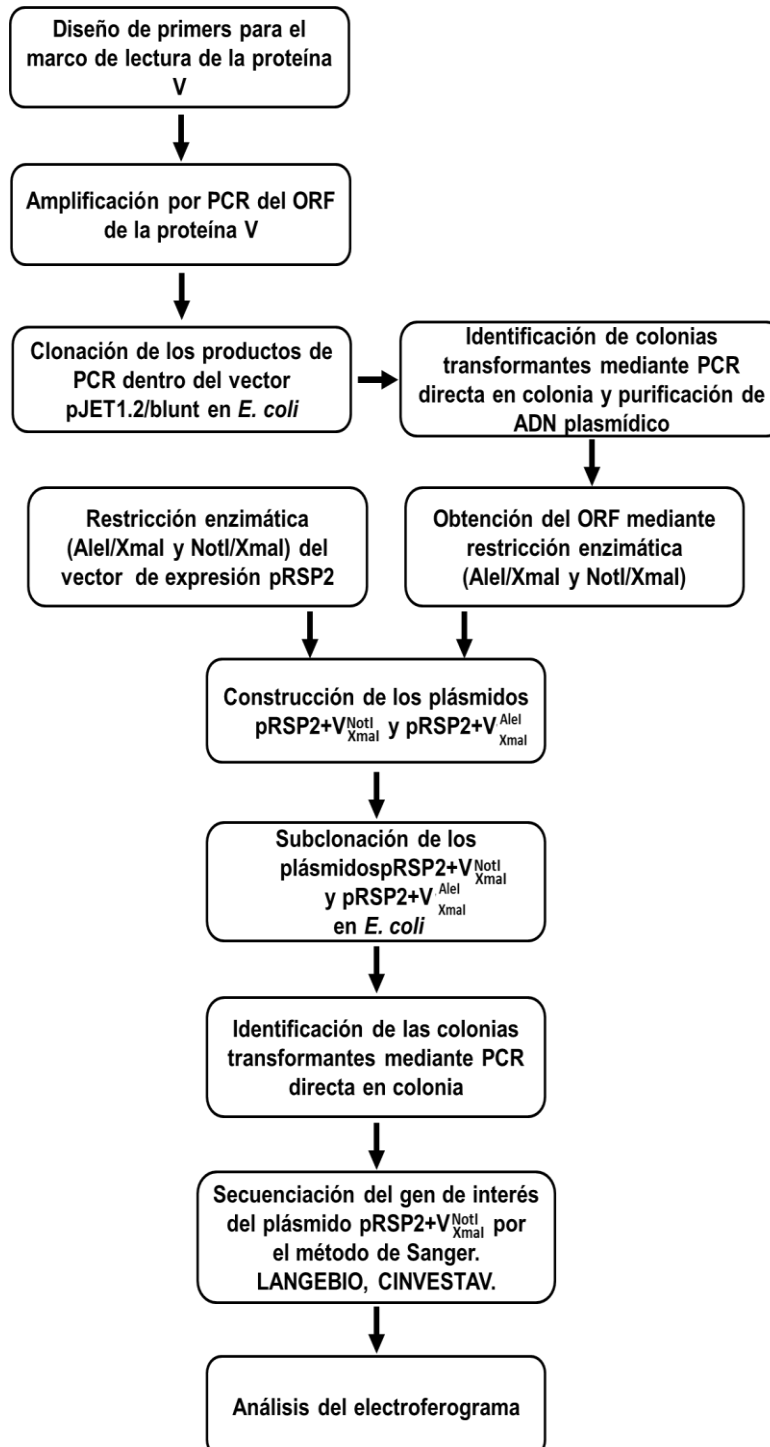 Diseño de primers para el
marco de lectura de la proteína
V
Amplificación por PCR del ORF
de la proteína V
Clonación de los productos de
PCR dentro del vector
pJET1.2/blunt en E. coli
Identificación de colonias
transformantes mediante PCR
directa en colonia y purificación de
ADN plasmídico
Restricción enzimática
(AleI/XmaI y NotI/XmaI) del
vector de expresión pRSP2
Obtención del ORF mediante
restricción enzimática
(AleI/XmaI y NotI/XmaI)
Construcción de los plásmidos
pRSP2+V NotI XmaI y pRSP2+V AleI XmaI
Subclonación de los
plásmidospRSP2+V NotI XmaI
y pRSP2+V AleI XmaI
en E. coli
Identificación de las colonias
transformantes mediante PCR
directa en colonia
Secuenciación del gen de interés
del plásmido pRSP2+V NotI XmaI por
el método de Sanger.
LANGEBIO, CINVESTAV.
Análisis del electroferograma